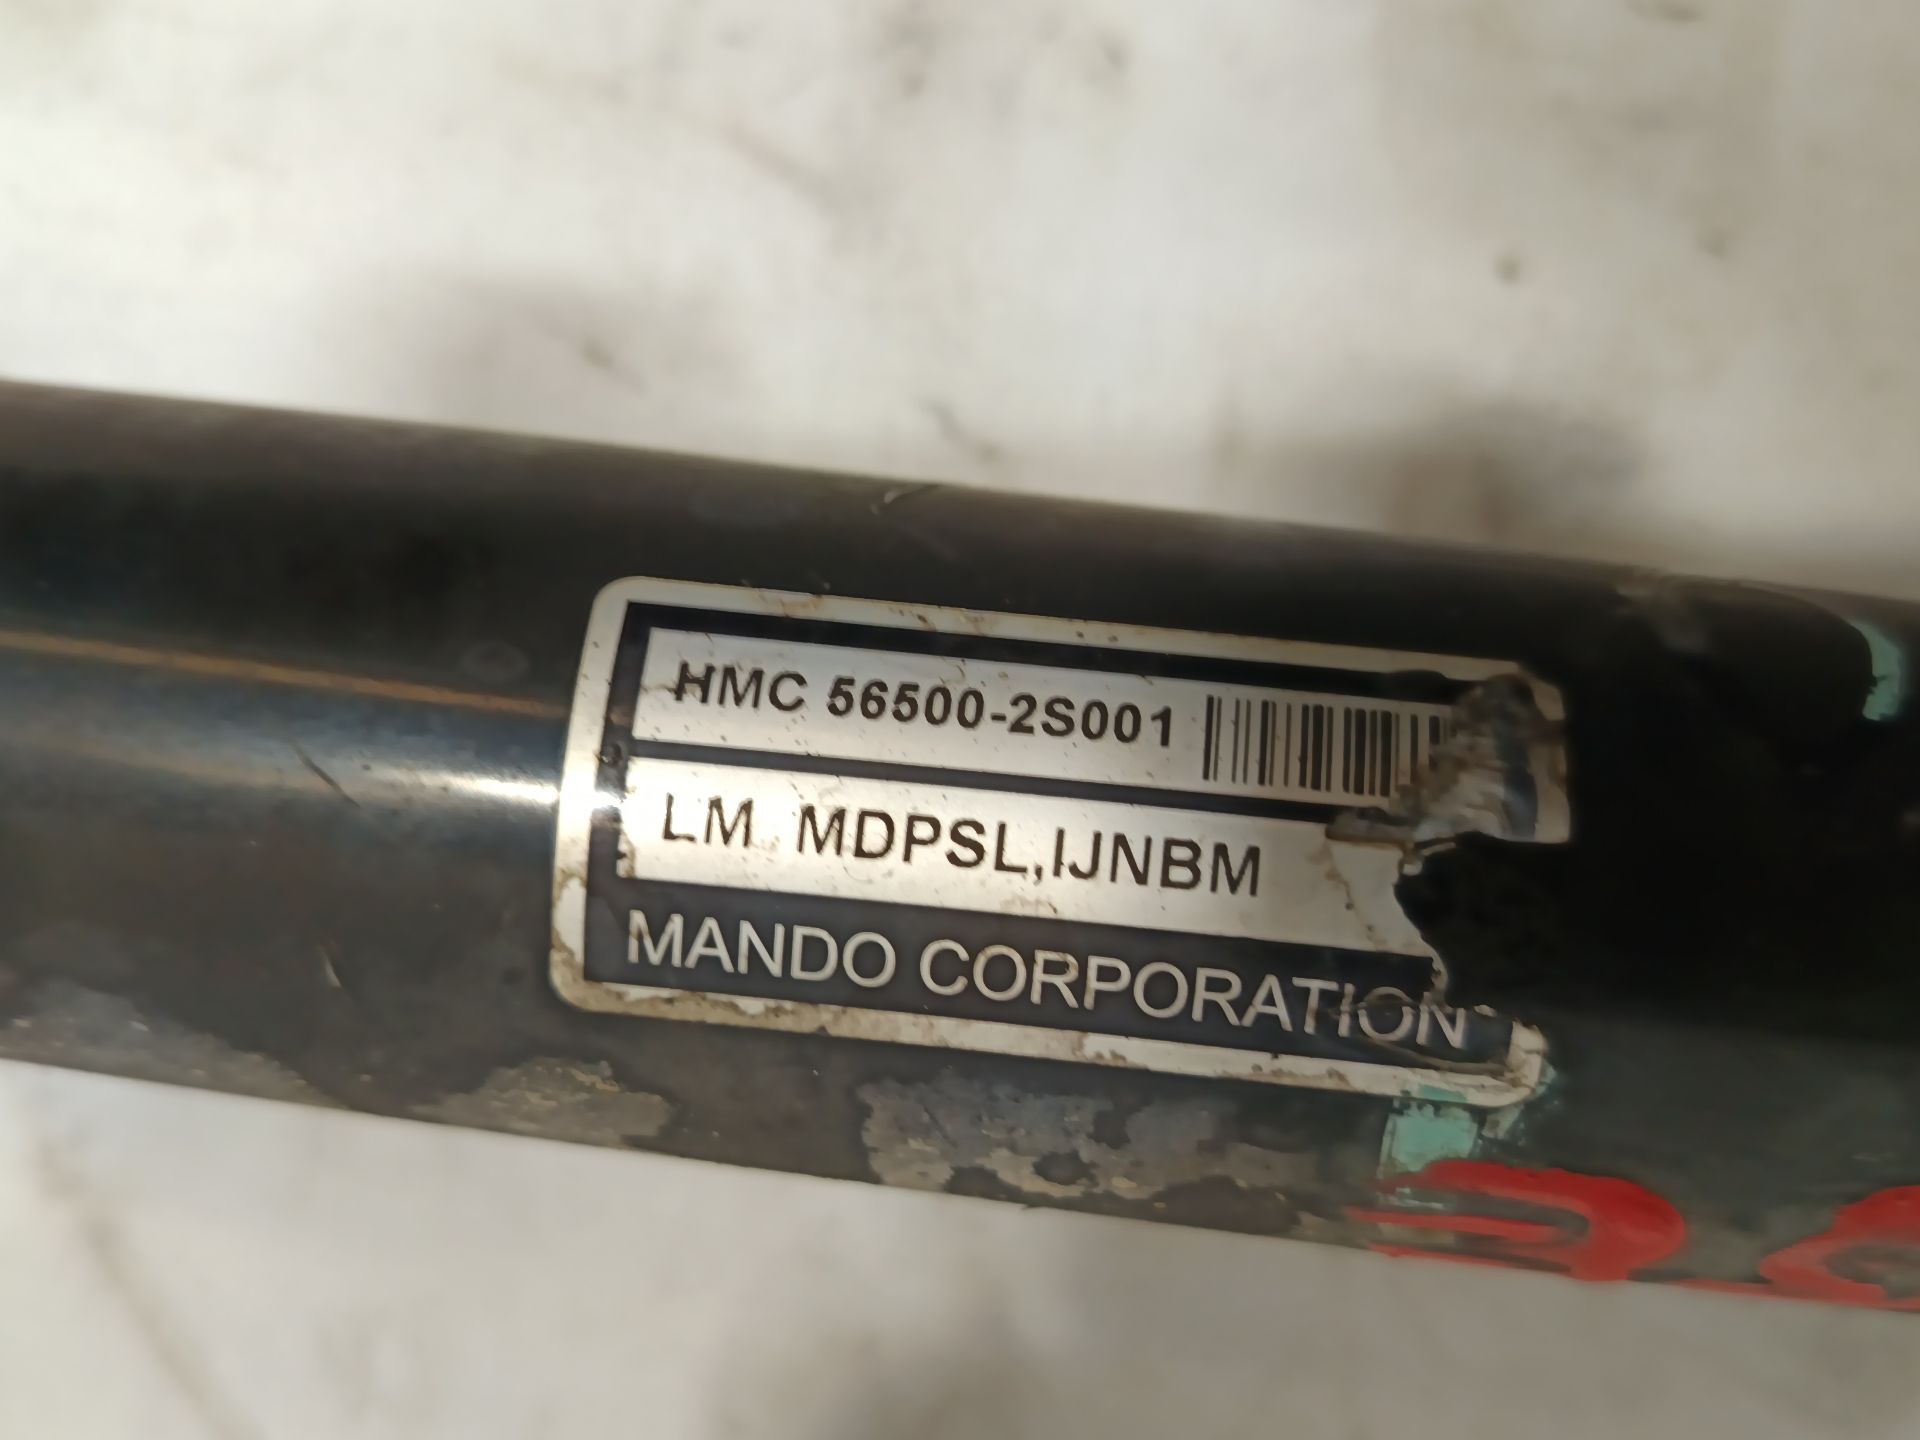 HMC 56500-2S001
LM MDPSL,IJNBM
MANDO CORPORATION